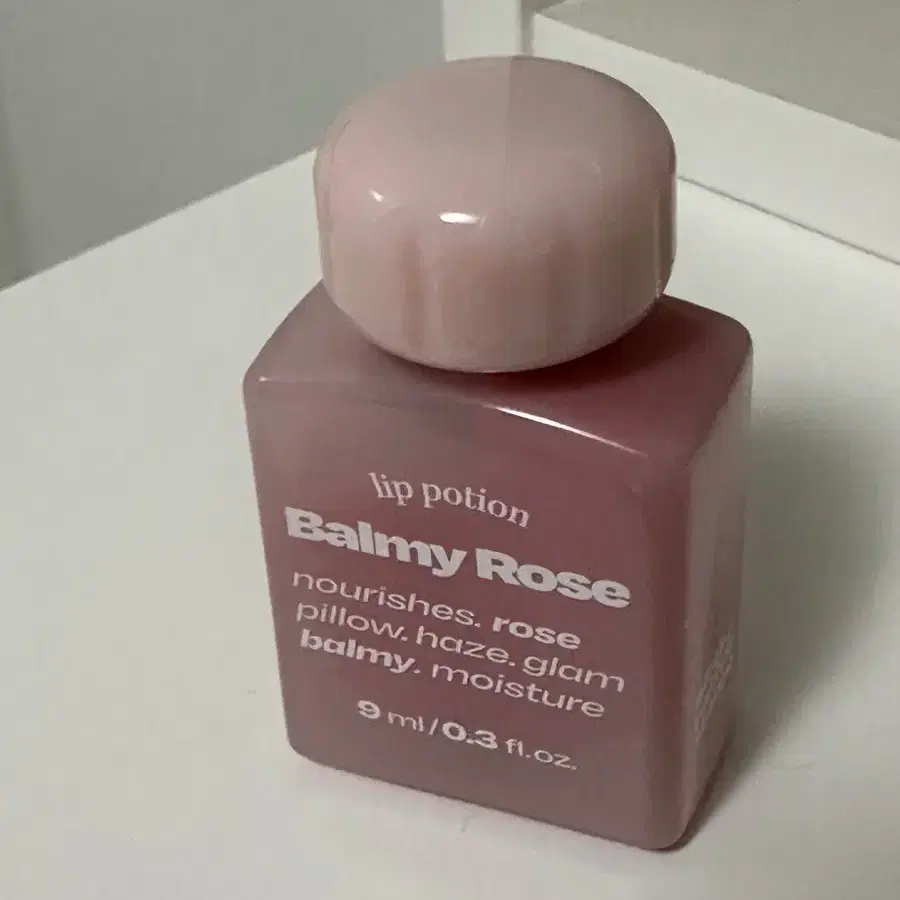 lip potion
Balmy Rose
nourishes. rose
pillow. haze. glam
balmy. moisture
9 ml/0.3 fl.oz.